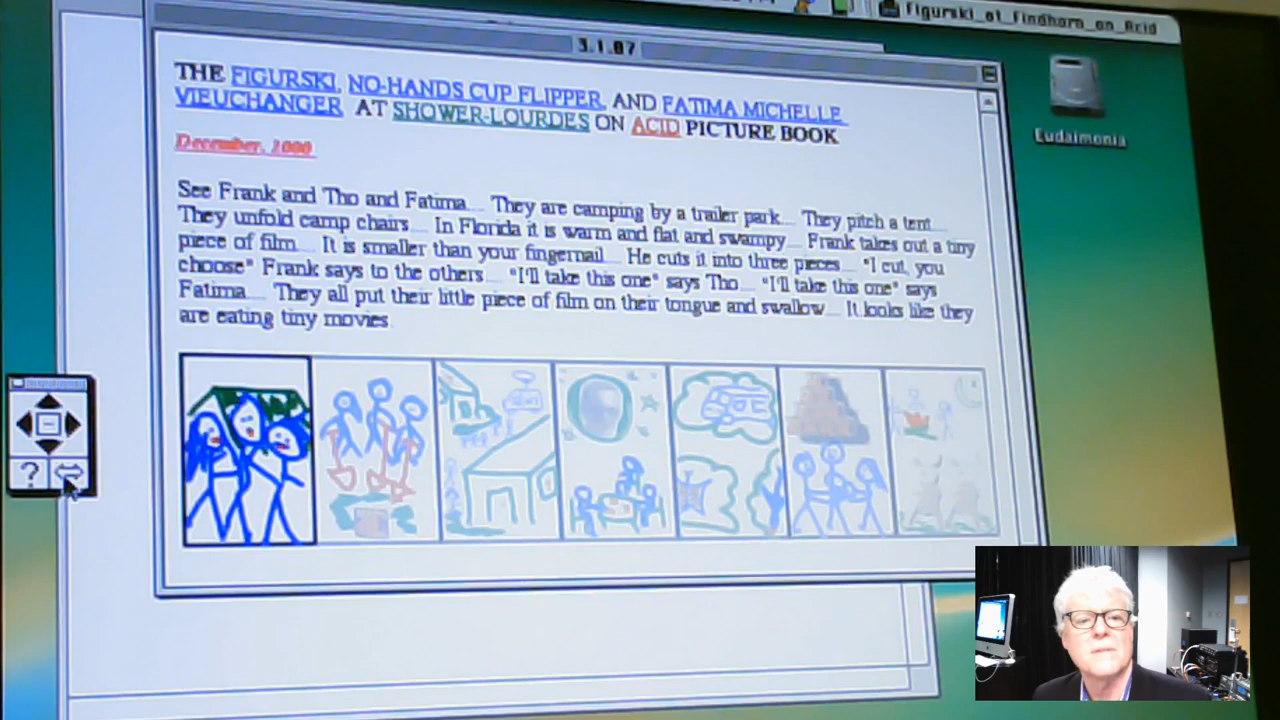 Figurski_at_Findhorn_on_Acid
3.1.07
THE FIGURSKI, NO-HANDS CUP FLIPPER, AND FATIMA MICHELLE
VIEUCHANGER AT SHOWER-LOURDES ON ACID PICTURE BOOK
Eudaimonia
December, 2000
See Frank and Tho and Fatima.... They are camping by a trailer park.... They pitch a tent....
They unfold camp chairs.... In Florida it is warm and flat and swampy.... Frank takes out a tiny
piece of film.... It is smaller than your fingernail.... He cuts it into three pieces.... "I cut, you
choose" Frank says to the others.... "I'll take this one" says Tho.... "I'll take this one" says
Fatima.... They all put their little piece of film on their tongue and swallow.... It looks like they
are eating tiny movies.
?